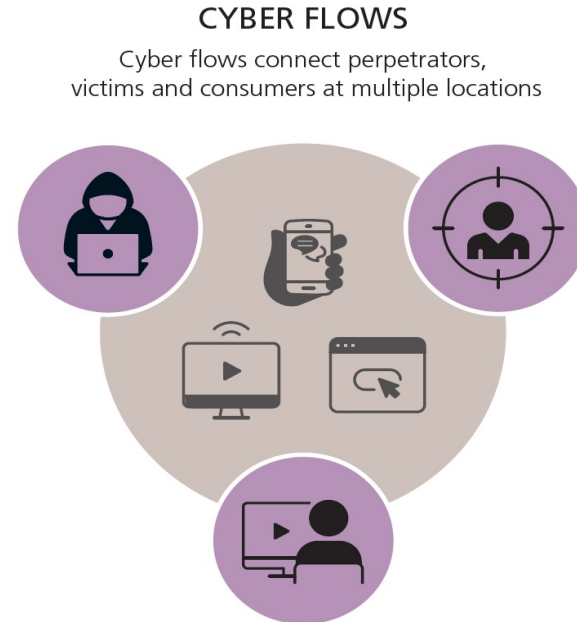 CYBER FLOWS
Cyber flows connect perpetrators,
victims and consumers at multiple locations